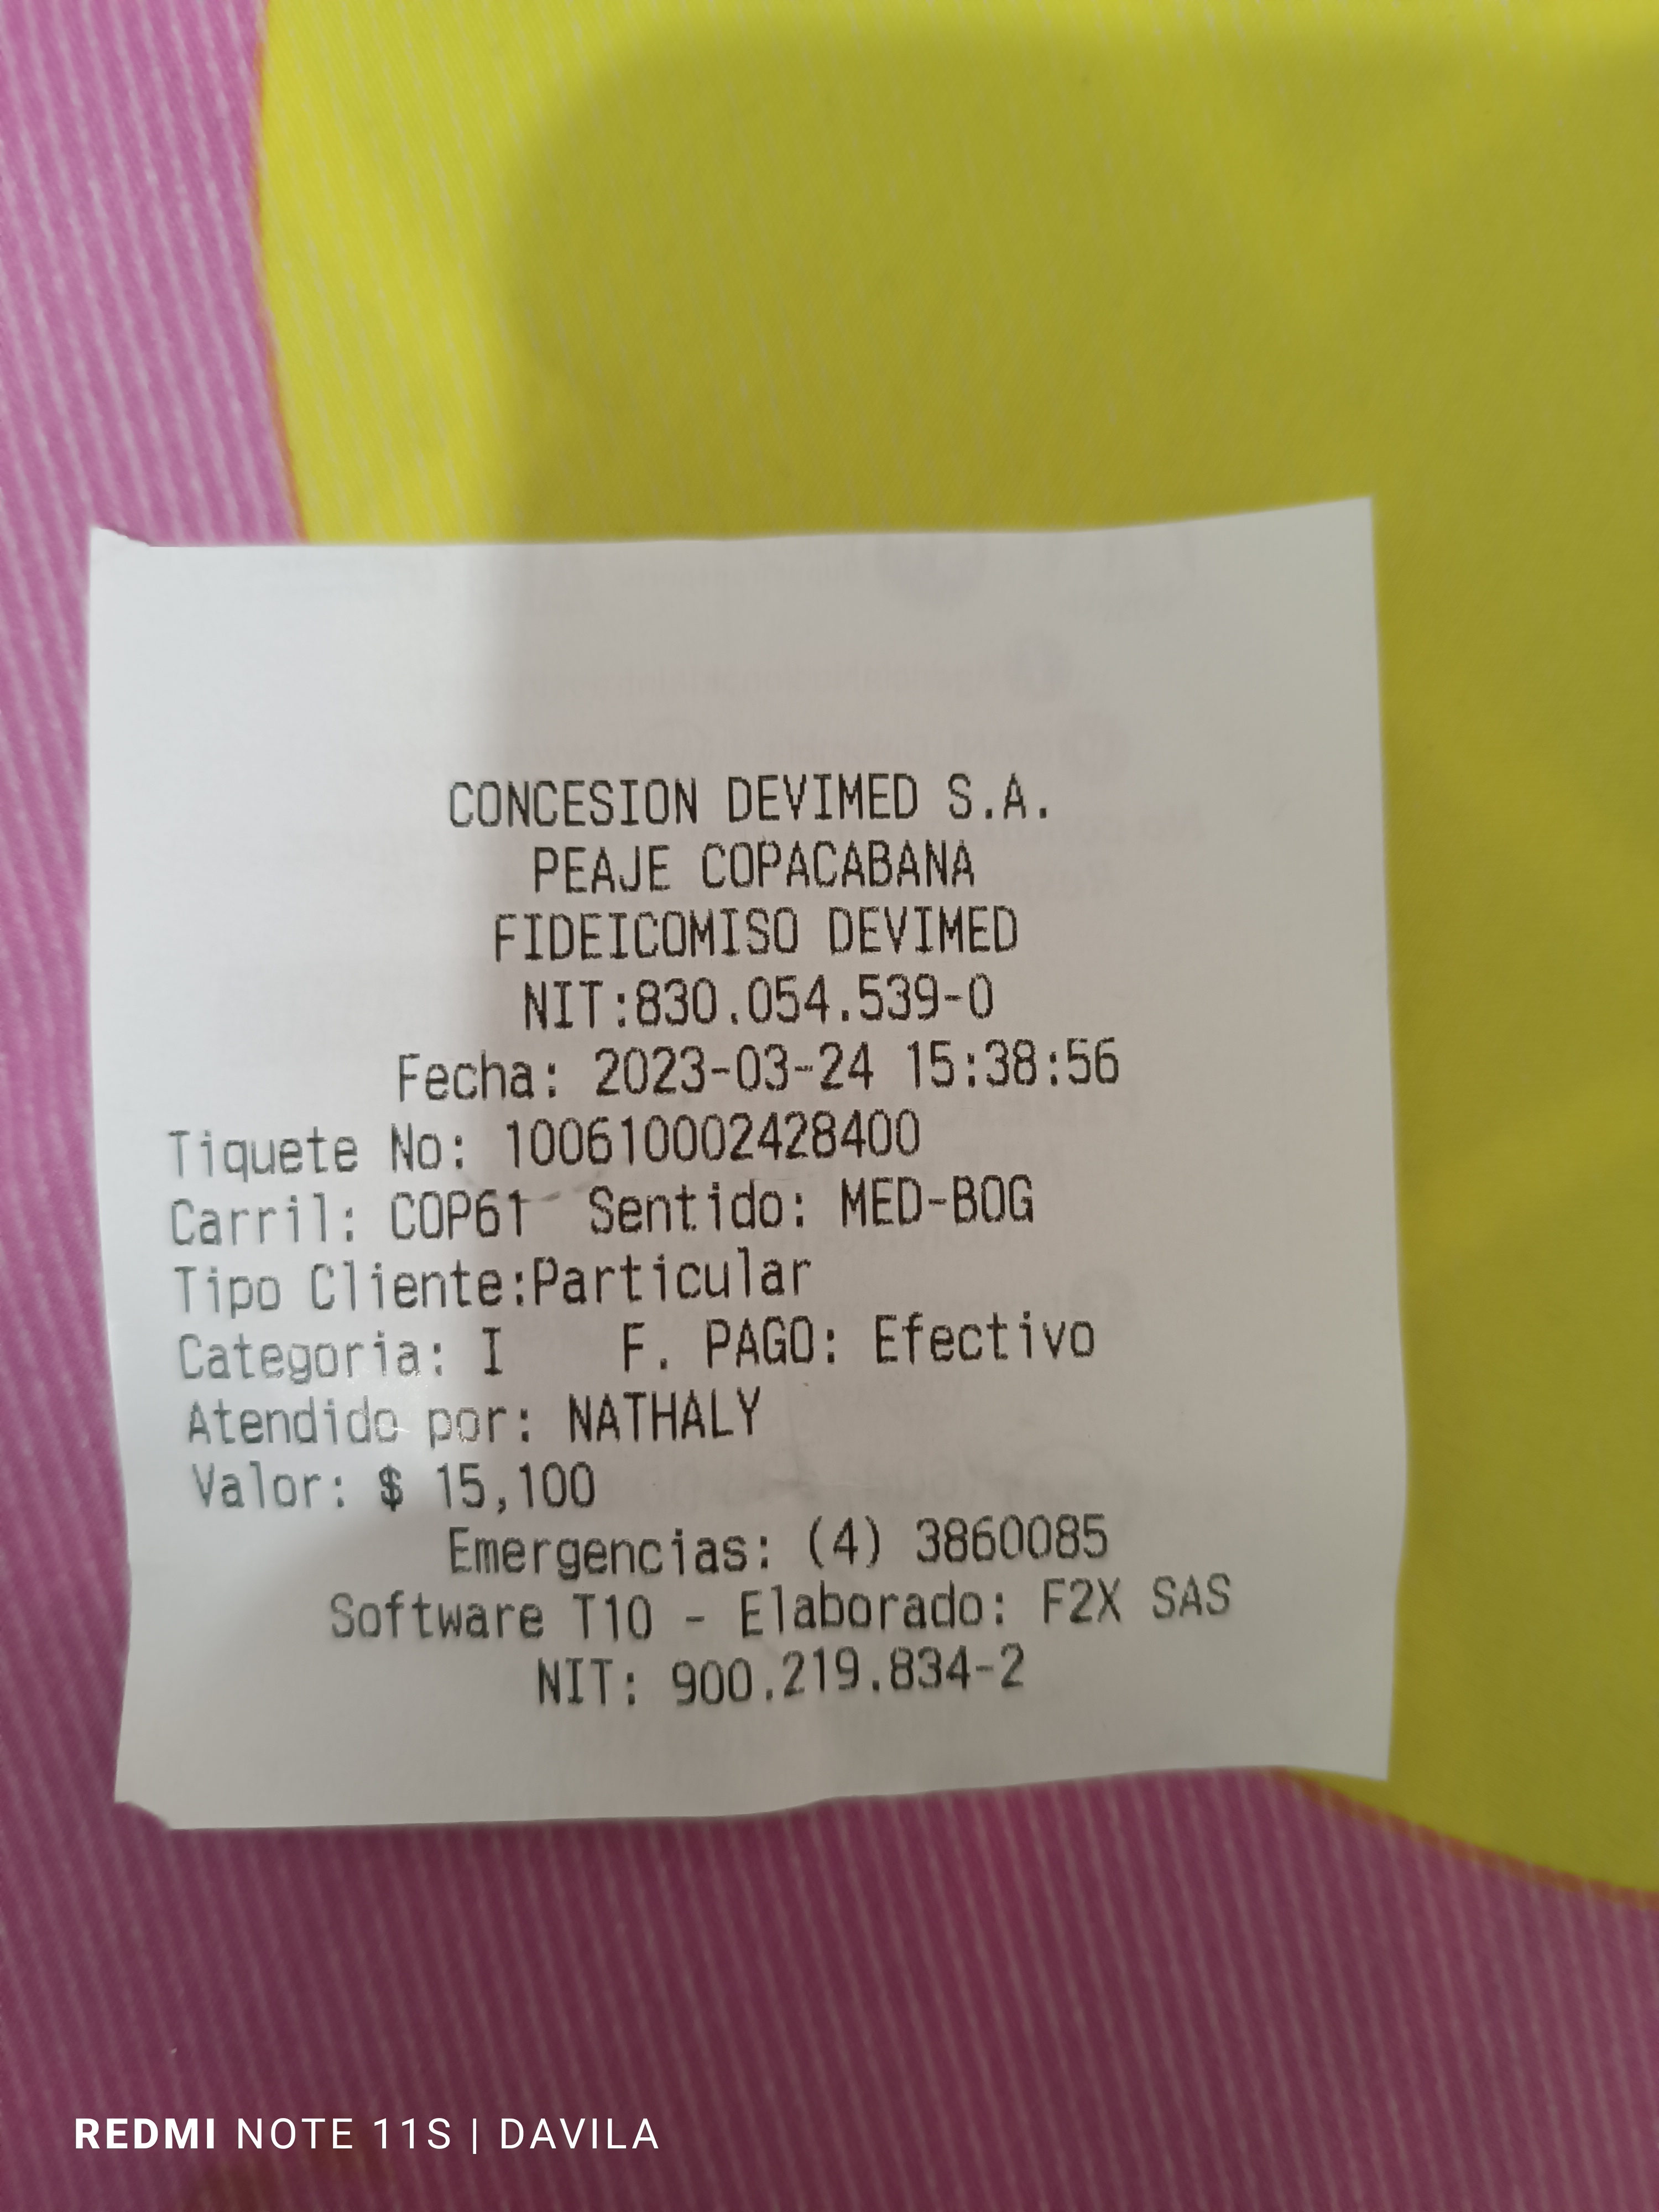 CONCESION DEVIMED S.A.
PEAJE COPACABANA
FIDEICOMISO DEVIMED
NIT:830.054.539-0
Fecha: 2023-03-24 15:38:56
Tiquete No: 100610002428400
Carril: COP61 Sentido: MED-BOG
Tipo Cliente:Particular
Categoria: I F. PAGO: Efectivo
Atendido por: NATHALY
Valor: $ 15,100
Emergencias: (4) 3860085
Software T10 - Elaborado: F2X SAS
NIT: 900.219.834-2
REDMI NOTE 11S | DAVILA